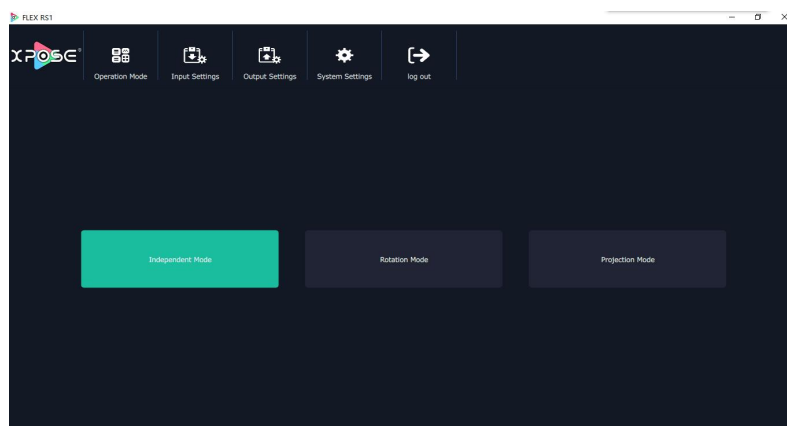 FLEX RS1
XPOSE®
Operation Mode
Input Settings
Output Settings
System Settings
log out
Independent Mode
Rotation Mode
Projection Mode